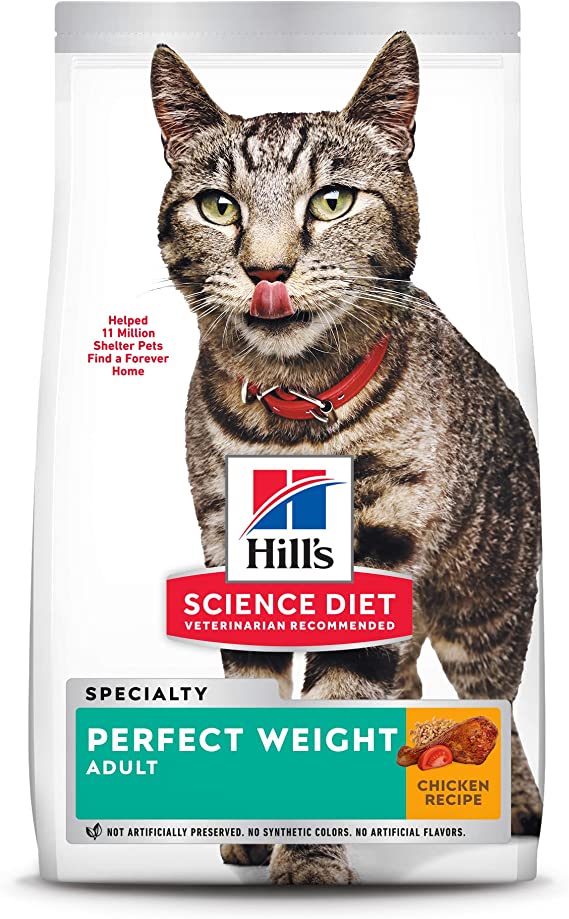 Helped
11 Million
Shelter Pets
Find a Forever
Home
Hill's
SCIENCE DIET
VETERINARIAN RECOMMENDED
SPECIALTY
PERFECT WEIGHT
ADULT
CHICKEN
RECIPE
NOT ARTIFICIALLY PRESERVED. NO SYNTHETIC COLORS. NO ARTIFICIAL FLAVORS.